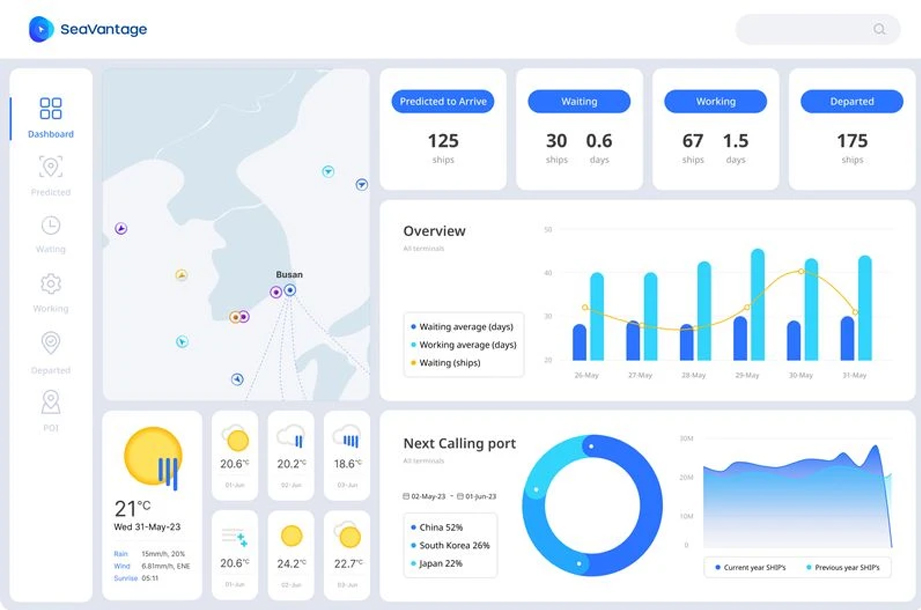 SeaVantage
Dashboard
Predicted
Wating
Working
Departed
POI
Busan
Predicted to Arrive
125
ships
Waiting
30 0.6
ships days
Working
67 1.5
ships days
Departed
175
ships
Overview
All terminals
Waiting average (days)
Working average (days)
Waiting (ships)
50
40
30
20
26-May 27-May 28-May 29-May 30-May 31-May
21°C
Wed 31-May-23
Rain 15mm/h, 20%
Wind 6.81mm/h, ENE
Sunrise 05:11
20.6°C 20.2°C 18.6°C
01-Jun 02-Jun 03-Jun
20.6°C 24.2°C 22.7°C
01-Jun 02-Jun 03-Jun
Next Calling port
All terminals
02-May-23 - 01-Jun-23
China 52%
South Korea 26%
Japan 22%
30M
20M
10M
0
Current year SHIP's Previous year SHIP's